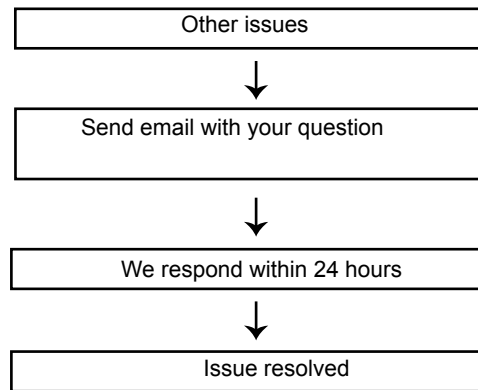 Other issues
Send email with your question
We respond within 24 hours
Issue resolved